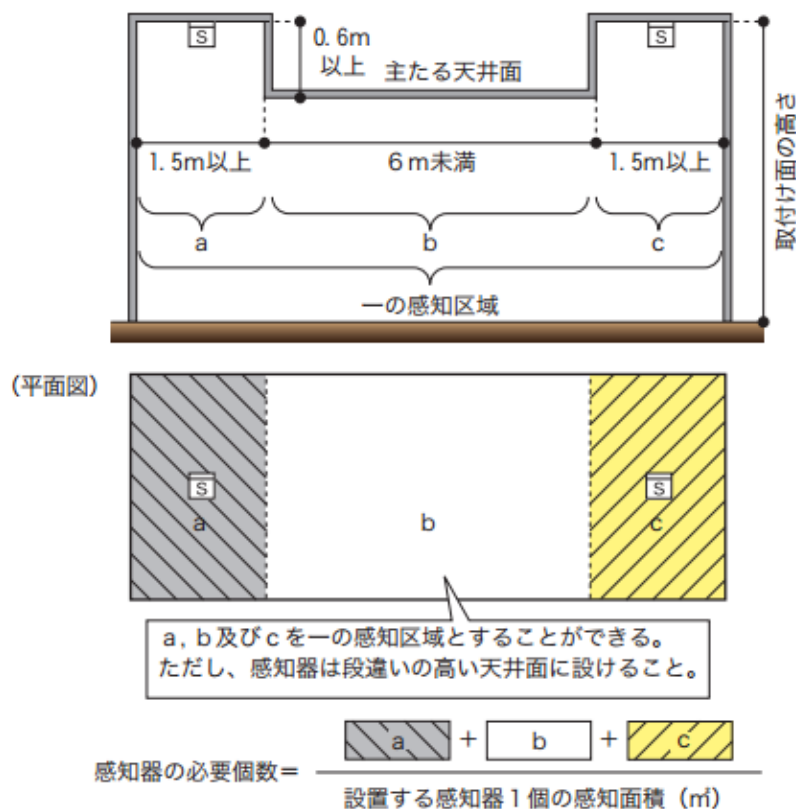 S
S
0.6m
以上
主たる天井面
取付け面の高さ
1.5m以上
6m未満
1.5m以上
a
b
c
一の感知区域
(平面図)
S
S
a
b
c
a, b及びcを一の感知区域とすることができる。
ただし、感知器は段違いの高い天井面に設けること。
感知器の必要個数=
a + b + c
設置する感知器1個の感知面積(㎡)